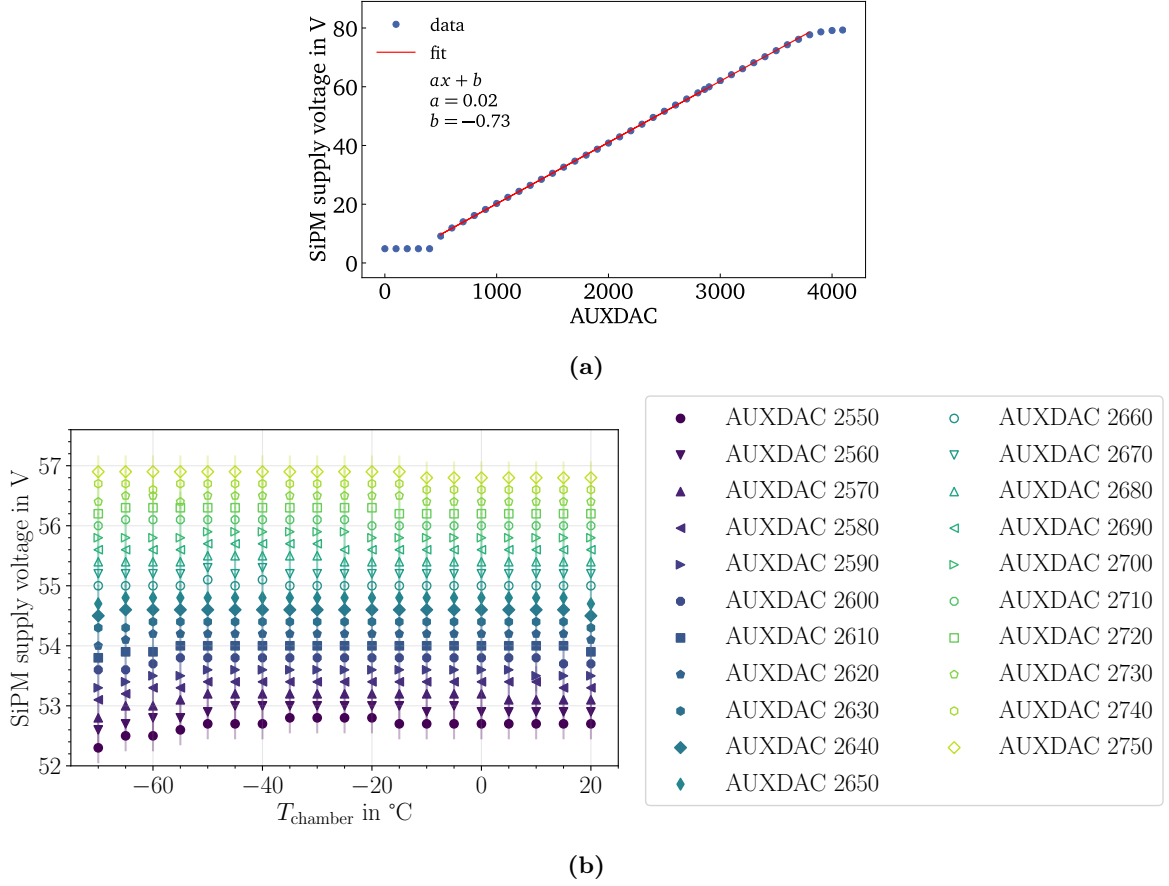 SiPM supply voltage in V
80
60
40
20
0
data
fit
ax + b
a = 0.02
b = −0.73
0 1000 2000 3000 4000
AUXDAC
(a)
SiPM supply voltage in V
57
56
55
54
53
52
−60 −40 −20 0 20
T_chamber in °C
AUXDAC 2550
AUXDAC 2560
AUXDAC 2570
AUXDAC 2580
AUXDAC 2590
AUXDAC 2600
AUXDAC 2610
AUXDAC 2620
AUXDAC 2630
AUXDAC 2640
AUXDAC 2650
AUXDAC 2660
AUXDAC 2670
AUXDAC 2680
AUXDAC 2690
AUXDAC 2700
AUXDAC 2710
AUXDAC 2720
AUXDAC 2730
AUXDAC 2740
AUXDAC 2750
(b)